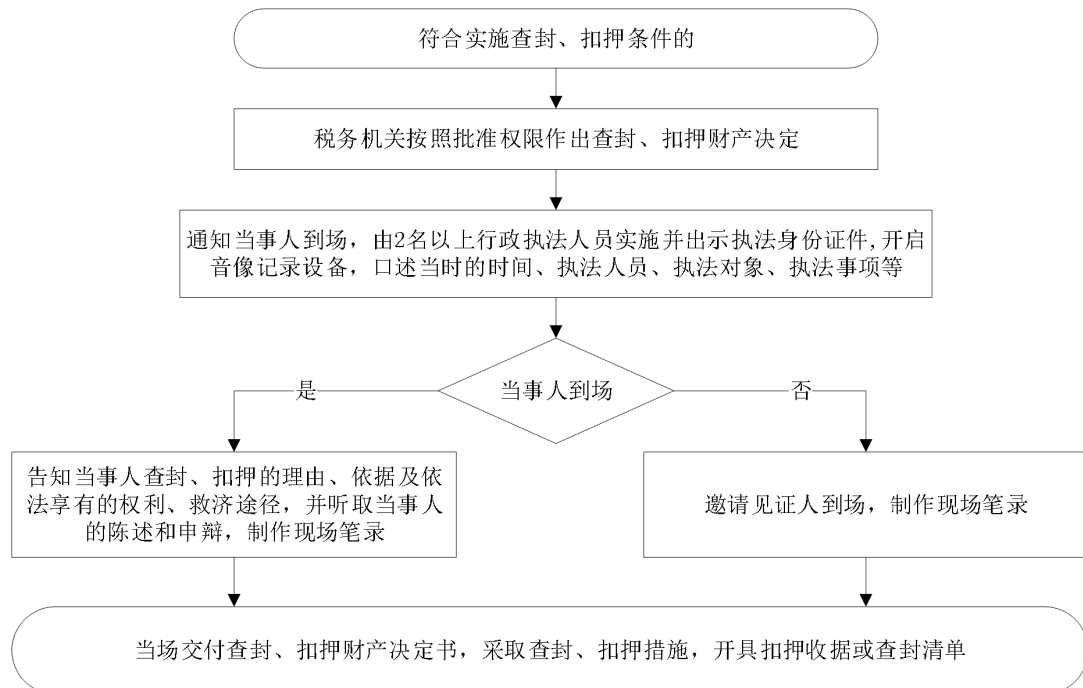 符合实施查封、扣押条件的
税务机关按照批准权限作出查封、扣押财产决定
通知当事人到场，由2名以上行政执法人员实施并出示执法身份证件,开启
音像记录设备，口述当时的时间、执法人员、执法对象、执法事项等
当事人到场
是
否
告知当事人查封、扣押的理由、依据及依
法享有的权利、救济途径，并听取当事人
的陈述和申辩，制作现场笔录
邀请见证人到场，制作现场笔录
当场交付查封、扣押财产决定书，采取查封、扣押措施，开具扣押收据或查封清单